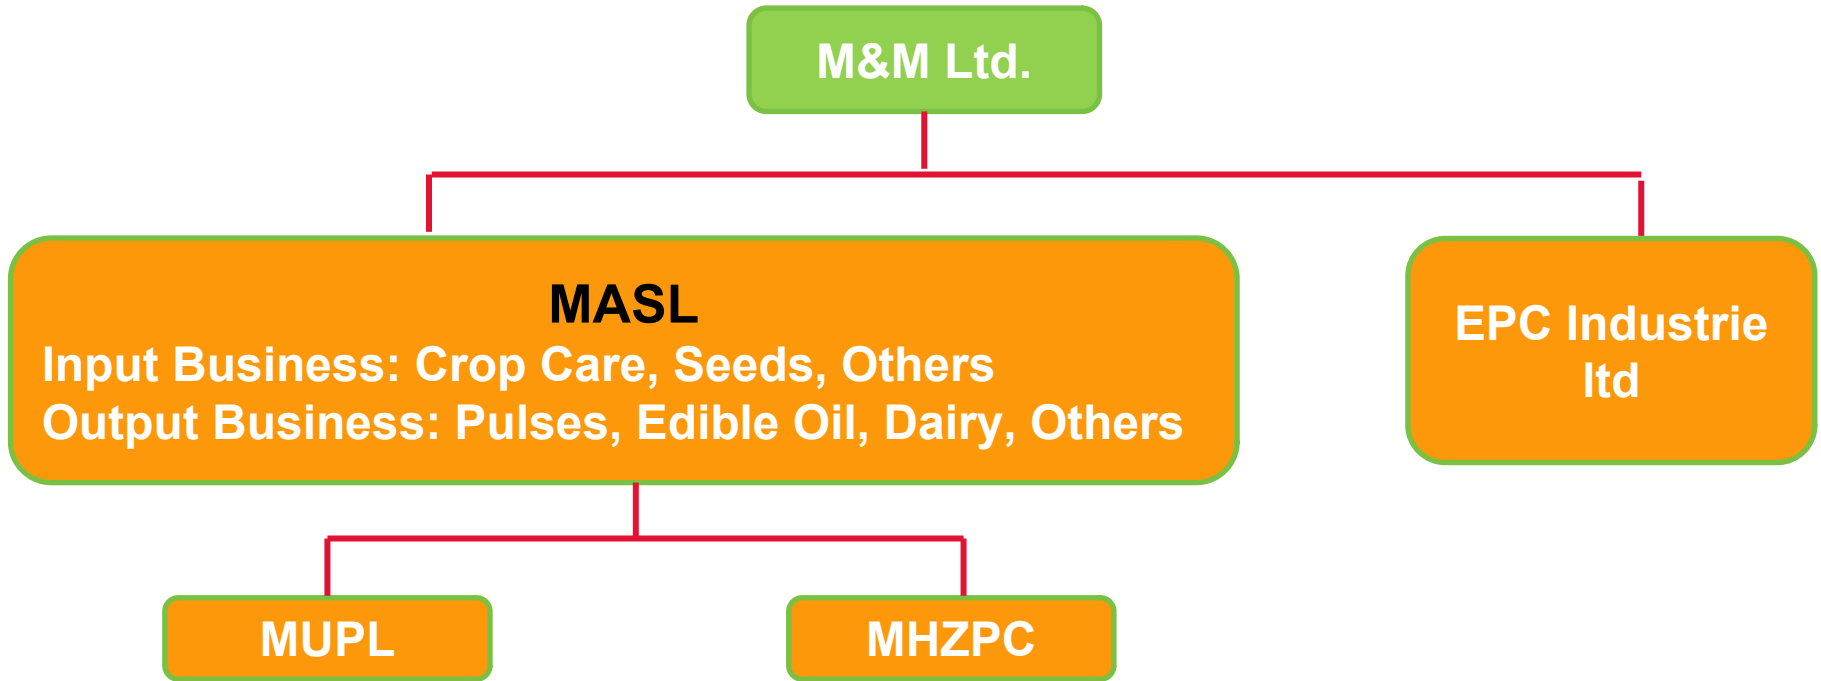 M&M Ltd.
MASL
Input Business: Crop Care, Seeds, Others
Output Business: Pulses, Edible Oil, Dairy, Others
EPC Industrie
ltd
MUPL
MHZPC